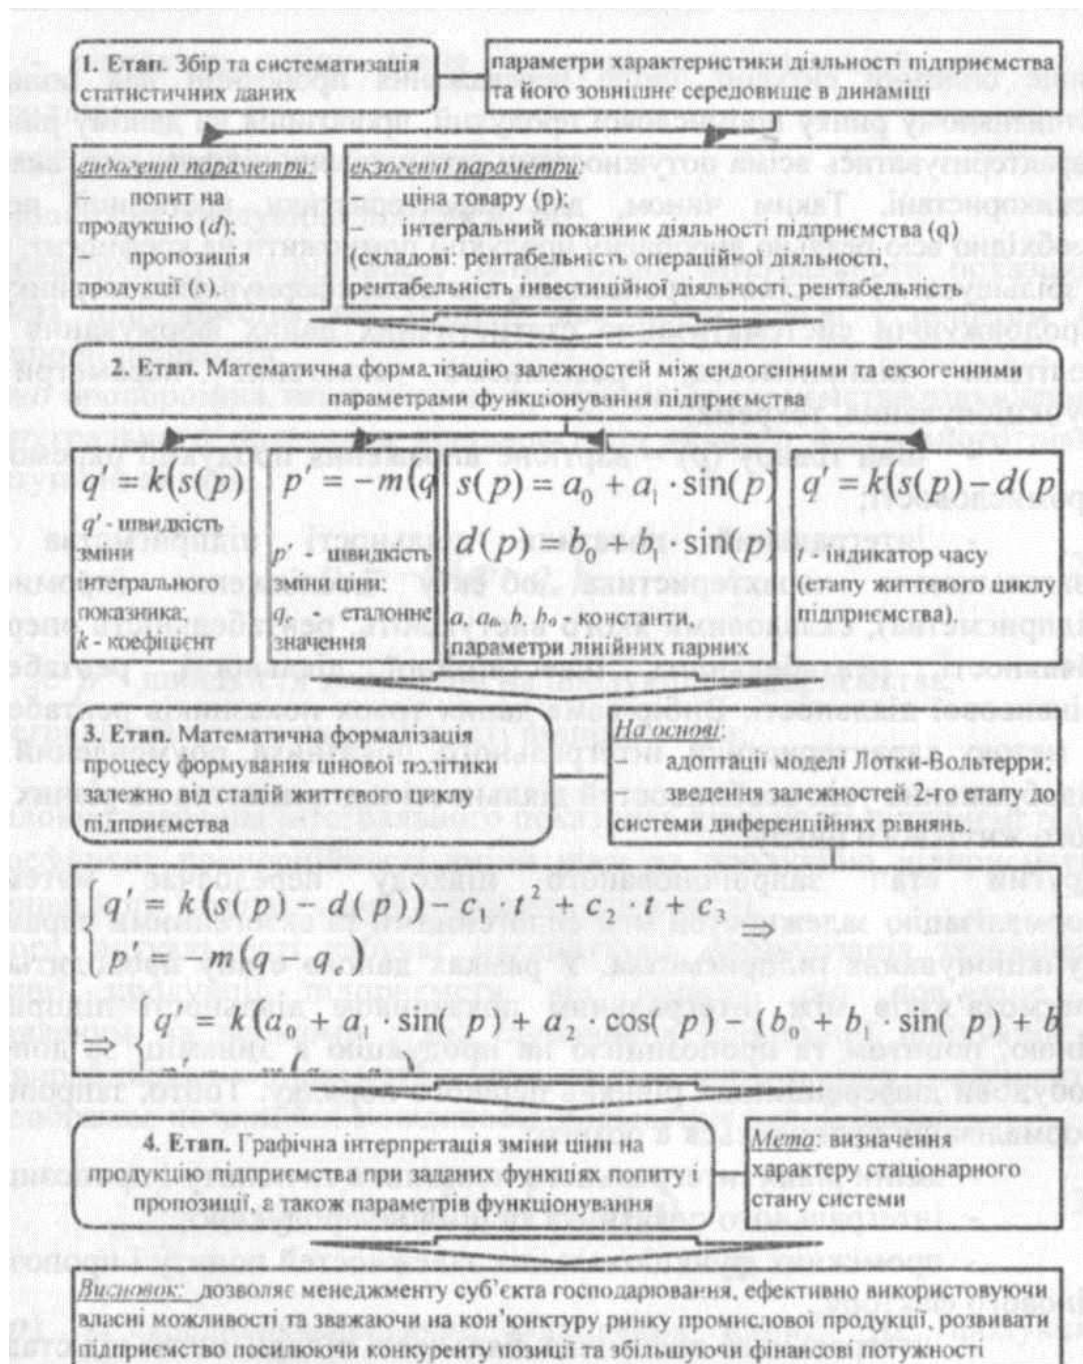 1. Етап. Збір та систематизація
статистичних даних
параметри характеристики діяльності підприємства
та його зовнішнє середовище в динаміці
ендогенні параметри:
– попит на
продукцію (d);
– пропозиція
продукції (s).
екзогенні параметри:
– ціна товару (p);
– інтегральний показник діяльності підприємства (q)
(складові: рентабельність операційної діяльності,
рентабельність інвестиційної діяльності, рентабельність
2. Етап. Математична формалізацію залежностей між ендогенними та екзогенними
параметрами функціонування підприємства
q' = k(s(p)
q' - швидкість
зміни
інтегрального
показника;
k - коефіцієнт
p' = −m(q
p' - швидкість
зміни ціни;
qe - еталонне
значення
s(p) = a₀ + a₁ · sin(p)
d(p) = b₀ + b₁ · sin(p)
a, a₀, b, b₀ - константи,
параметри лінійних парних
q' = k(s(p) − d(p
t - індикатор часу
(етапу життєвого циклу
підприємства).
3. Етап. Математична формалізація
процесу формування цінової політики
залежно від стадій життєвого циклу
підприємства
На основі:
– адоптації моделі Лотки-Вольтерри;
– зведення залежностей 2-го етапу до
системи диференційних рівнянь.
q' = k(s(p) − d(p)) − c₁ · t² + c₂ · t + c₃
⇒
p' = −m(q − qe)
⇒ q' = k(a₀ + a₁ · sin( p) + a₂ · cos( p) − (b₀ + b₁ · sin( p) + b
4. Етап. Графічна інтерпретація зміни ціни на
продукцію підприємства при заданих функціях попиту і
пропозиції, а також параметрів функціонування
Мета: визначення
характеру стаціонарного
стану системи
Висновок: дозволяє менеджменту суб'єкта господарювання, ефективно використовуючи
власні можливості та зважаючи на кон'юнктуру ринку промислової продукції, розвивати
підприємство посилюючи конкуренту позиції та збільшуючи фінансові потужності